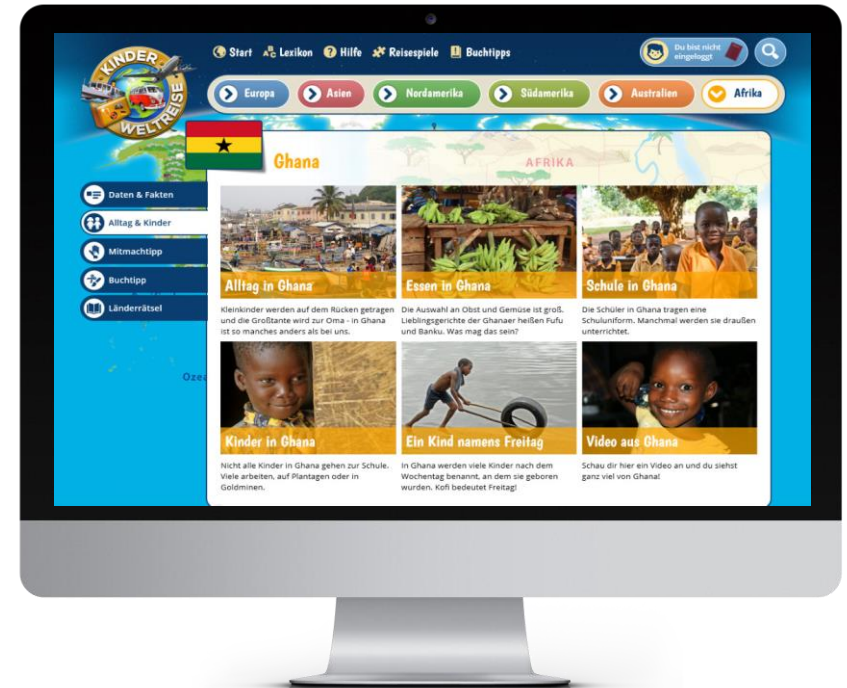 KINDER
WELTREISE
Start
Lexikon
Hilfe
Reisespiele
Buchtipps
Du bist nicht
eingeloggt
Europa
Asien
Nordamerika
Südamerika
Australien
Afrika
Ghana
AFRIKA
Daten & Fakten
Alltag & Kinder
Mitmachtipp
Buchtipp
Länderrätsel
Alltag in Ghana
Kleinkinder werden auf dem Rücken getragen
und die Großtante wird zur Oma - in Ghana
ist so manches anders als bei uns.
Essen in Ghana
Die Auswahl an Obst und Gemüse ist groß.
Lieblingsgerichte der Ghanaer heißen Fufu
und Banku. Was mag das sein?
Schule in Ghana
Die Schüler in Ghana tragen eine
Schuluniform. Manchmal werden sie draußen
unterrichtet.
Kinder in Ghana
Nicht alle Kinder in Ghana gehen zur Schule.
Viele arbeiten, auf Plantagen oder in
Goldminen.
Ein Kind namens Freitag
In Ghana werden viele Kinder nach dem
Wochentag benannt, an dem sie geboren
wurden. Kofi bedeutet Freitag!
Video aus Ghana
Schau dir hier ein Video an und du siehst
ganz viel von Ghana!
Ozea